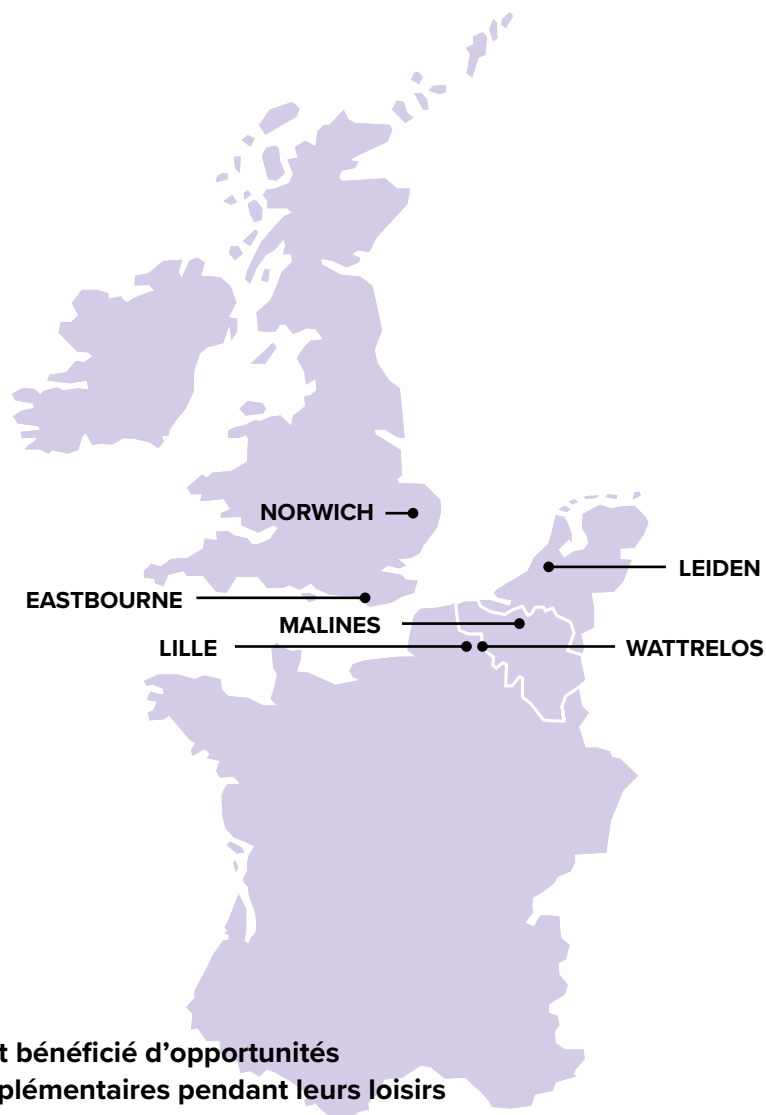 NORWICH
LEIDEN
EASTBOURNE
MALINES
LILLE
WATTRELOS
t bénéficié d’opportunités
plémentaires pendant leurs loisirs